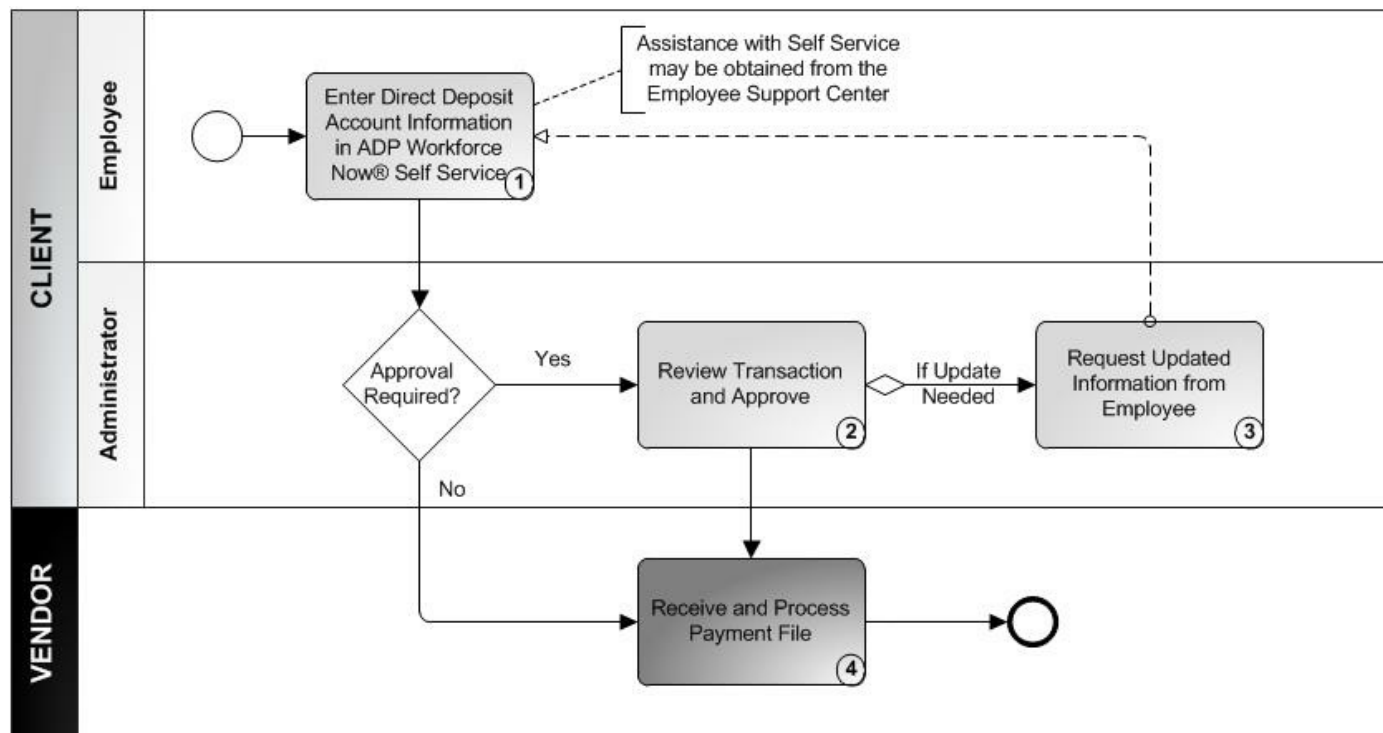 CLIENT
Employee
Enter Direct Deposit
Account Information
in ADP Workforce
Now® Self Service
1
Assistance with Self Service
may be obtained from the
Employee Support Center
Administrator
Approval
Required?
Yes
No
Review Transaction
and Approve
2
If Update
Needed
Request Updated
Information from
Employee
3
VENDOR
Receive and Process
Payment File
4